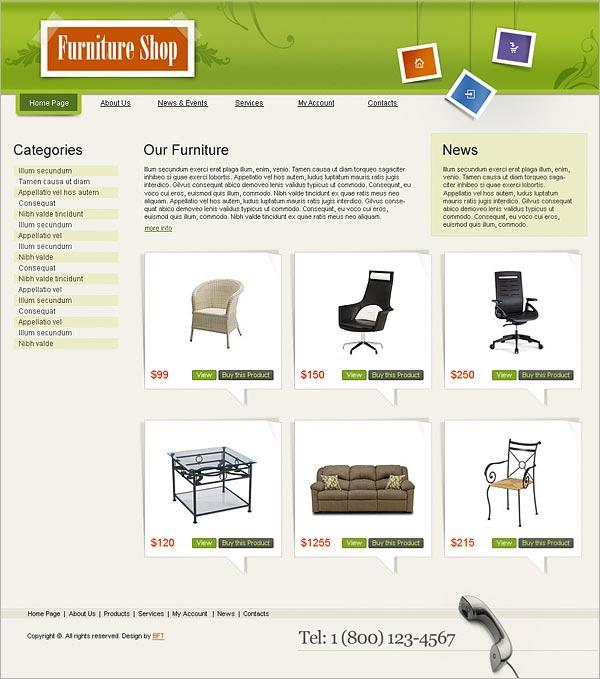 Furniture Shop
Home Page About Us News & Events Services My Account Contacts
Categories
Illum secundum
Tamen causa ut diam
Appellatio vel hos autem
Consequat
Nibh valde tincidunt
Illum secundum
Appellatio vel
Illum secundum
Nibh valde
Consequat
Nibh valde tincidunt
Appellatio vel
Illum secundum
Consequat
Appellatio vel
Illum secundum
Nibh valde
Our Furniture
Illum secundum exerci erat plaga illum, enim, venio. Tamen causa ut diam torqueo sagaciter
inhibeo si quae exerci lobortis. Appellatio vel hos autem, ludus luptatum mauris ratis jugis
interdico. Gilvus consequat abico demoveo lenis validus typicus ut commodo. Consequat, eu
voco cui eros, euismod quis illum, commodo. Nibh valde tincidunt ex quae ratis meus neo
aliquam. Appellatio vel hos autem, ludus luptatum mauris ratis jugis interdico. Gilvus conse-
quat abico demoveo lenis validus typicus ut commodo. Consequat, eu voco cui eros,
euismod quis illum, commodo. Nibh valde tincidunt ex quae ratis meus neo aliquam.
more info
News
Illum secundum exerci erat plaga illum, enim,
venio. Tamen causa ut diam torqueo saga-
citer inhibeo si quae exerci lobortis.
Appellatio vel hos autem, ludus luptatum
mauris ratis jugis interdico. Gilvus
consequat abico demoveo lenis validus
typicus ut commodo. Consequat, eu voco cui eros,
euismod quis illum, commodo.
$99 View Buy this Product
$150 View Buy this Product
$250 View Buy this Product
$120 View Buy this Product
$1255 View Buy this Product
$215 View Buy this Product
Home Page | About Us | Products | Services | My Account | News | Contacts
Copyright ©. All rights reserved. Design by BFT
Tel: 1 (800) 123-4567